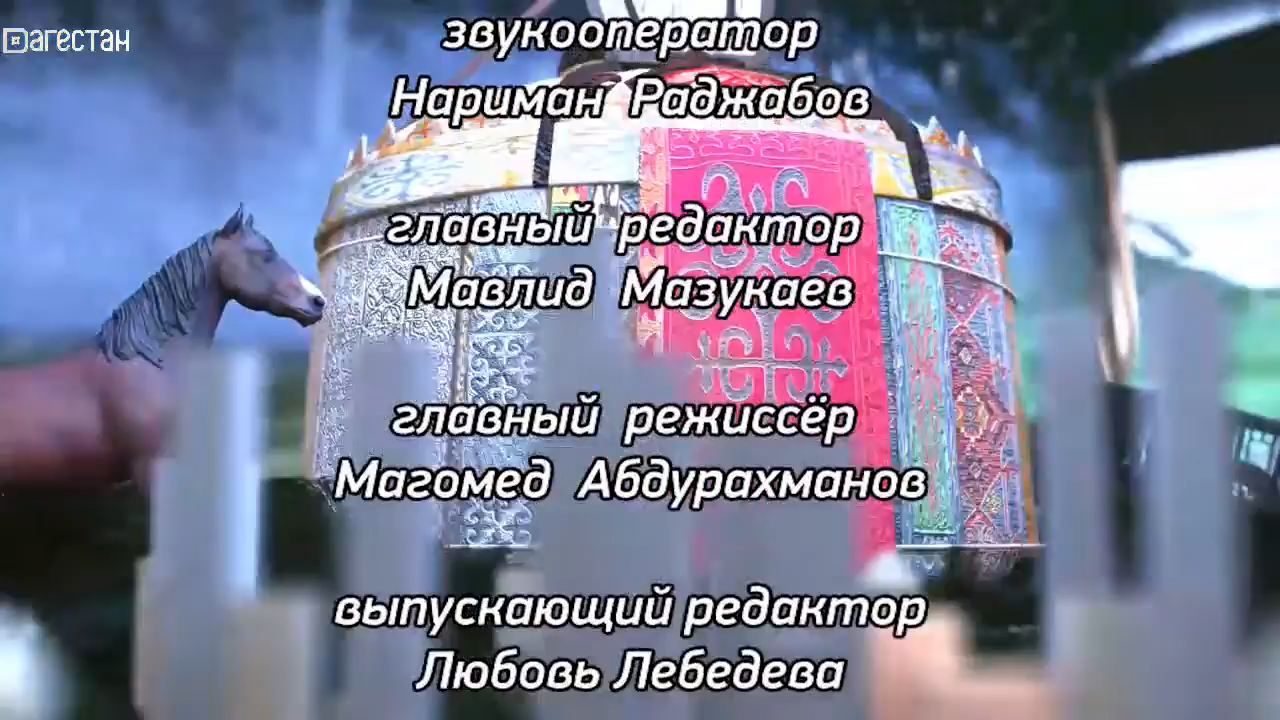 Дагестан
звукооператор
Нариман Раджабов
главный редактор
Мавлид Мазукаев
главный режиссёр
Магомед Абдурахманов
выпускающий редактор
Любовь Лебедева